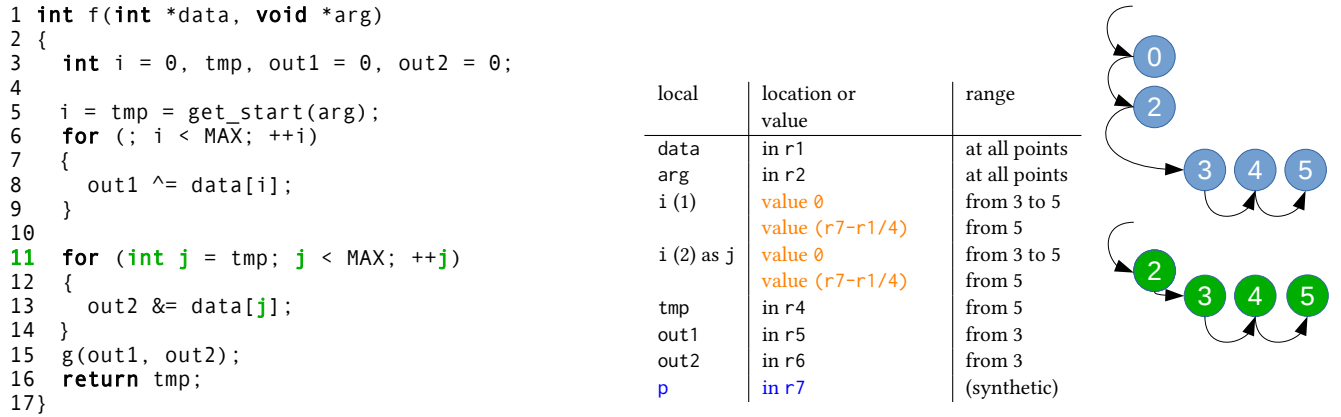 1 int f(int *data, void *arg)
2 {
3 int i = 0, tmp, out1 = 0, out2 = 0;
4
5 i = tmp = get_start(arg);
6 for (; i < MAX; ++i)
7 {
8 out1 ^= data[i];
9 }
10
11 for (int j = tmp; j < MAX; ++j)
12 {
13 out2 &= data[j];
14 }
15 g(out1, out2);
16 return tmp;
17}
local location or value range
data in r1 at all points
arg in r2 at all points
i (1) value 0 from 3 to 5
value (r7-r1/4) from 5
i (2) as j value 0 from 3 to 5
value (r7-r1/4) from 5
tmp in r4 from 5
out1 in r5 from 3
out2 in r6 from 3
p in r7 (synthetic)
0
2
3 4 5
2
3 4 5